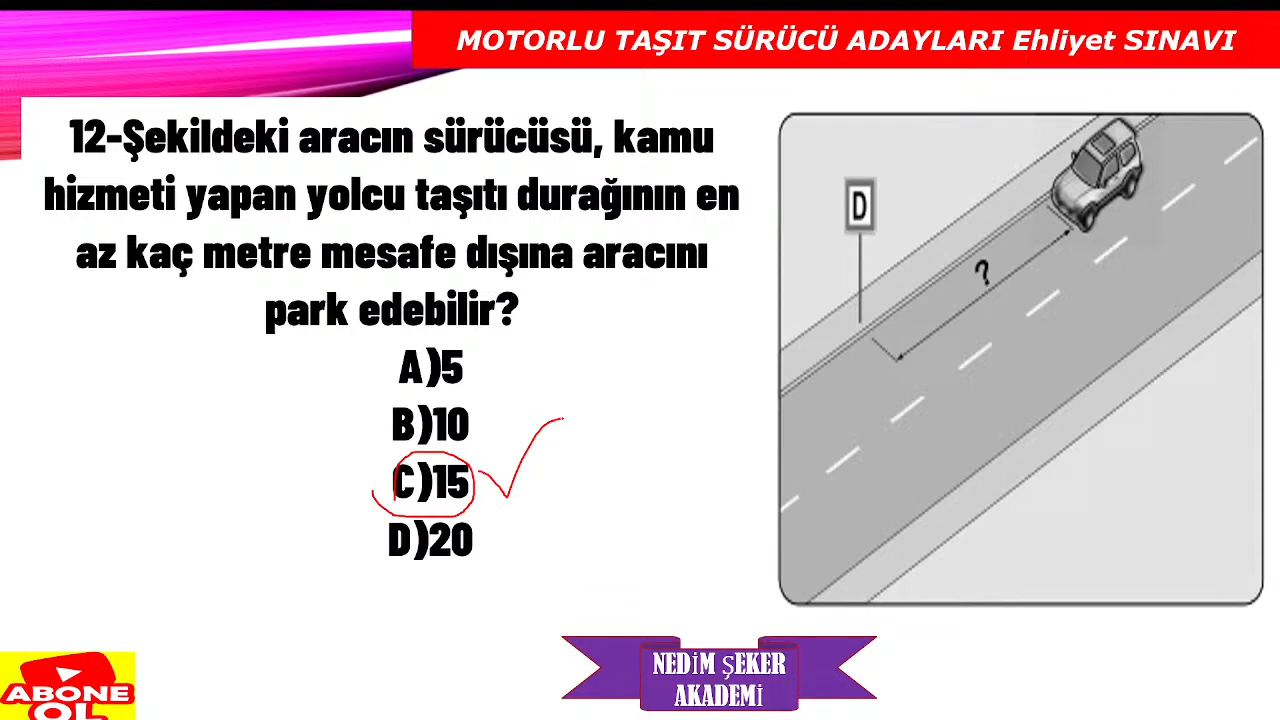 MOTORLU TAŞIT SÜRÜCÜ ADAYLARI Ehliyet SINAVI
12-Şekildeki aracın sürücüsü, kamu
hizmeti yapan yolcu taşıtı durağının en
az kaç metre mesafe dışına aracını
park edebilir?
A)5
B)10
C)15
D)20
D
?
NEDİM ŞEKER
AKADEMİ
ABONE
OL